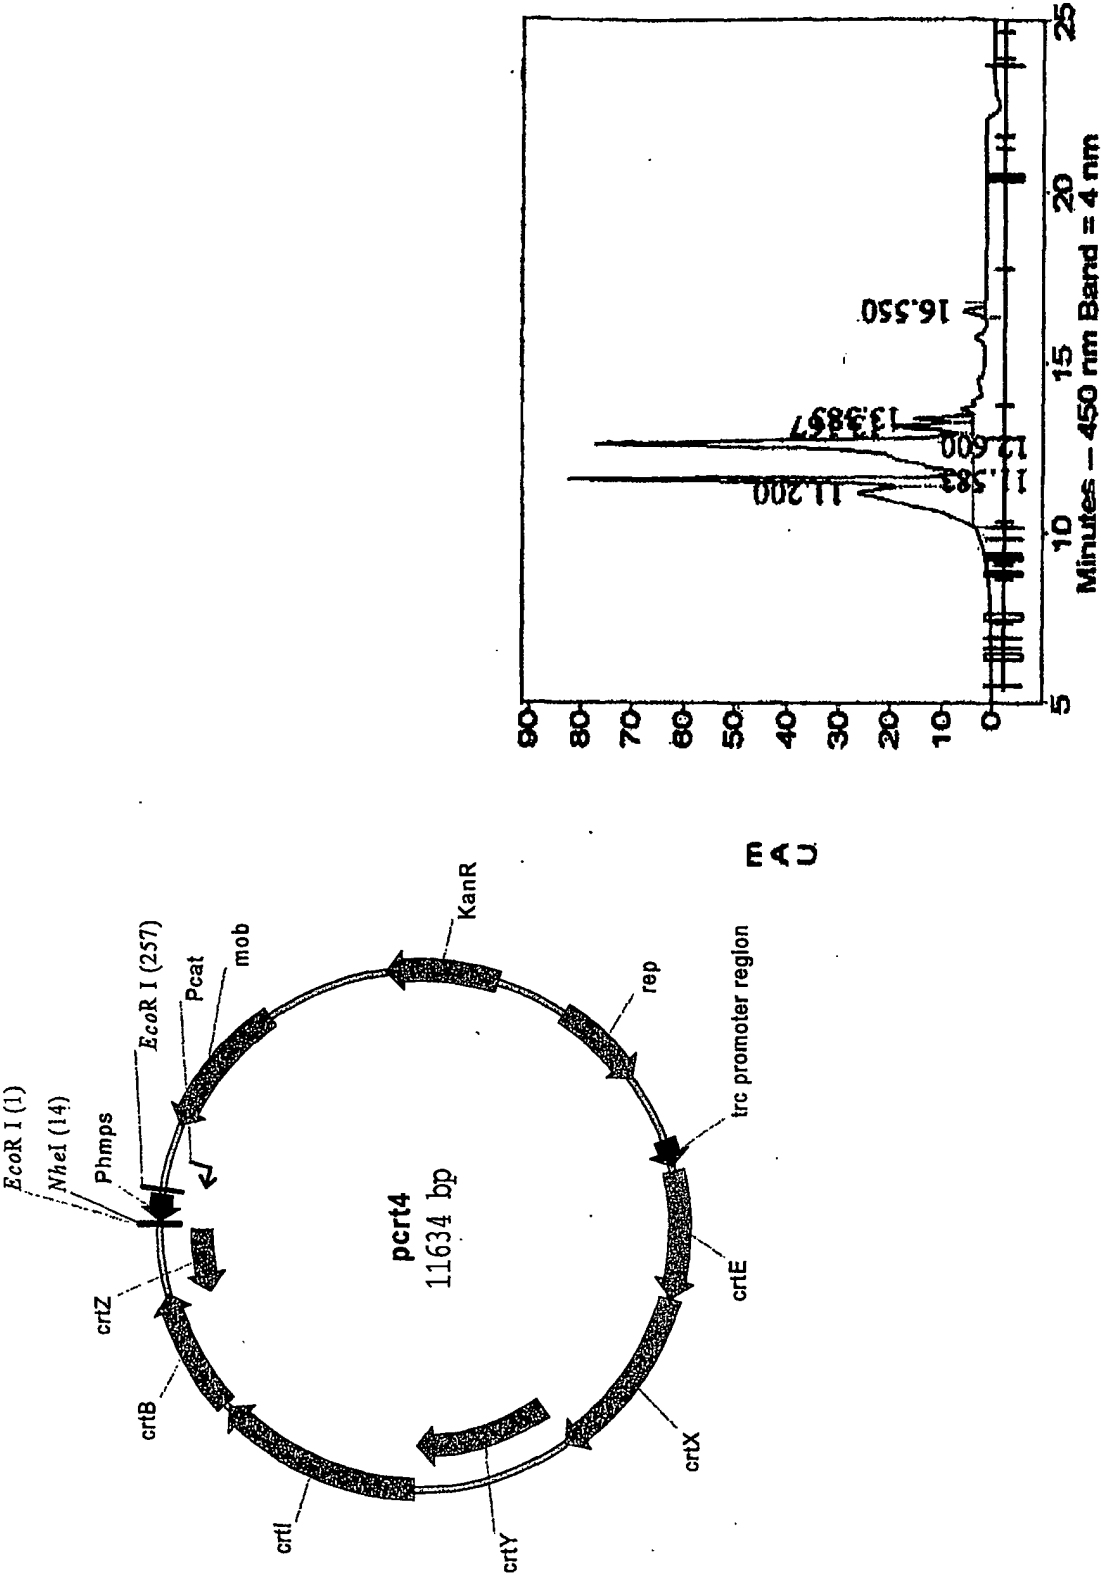 EcoR I (1)
NheI (14)
Phmps
EcoR I (257)
Pcat
mob
KanR
rep
trc promoter region
crtE
crtX
crtY
crtI
crtB
crtZ
pcrt4
11634 bp
mAU
90
80
70
60
50
40
30
20
10
0
11.200
11.583
12.600
16.550
5
10
15
20
25
Minutes — 450 nm Band = 4 nm